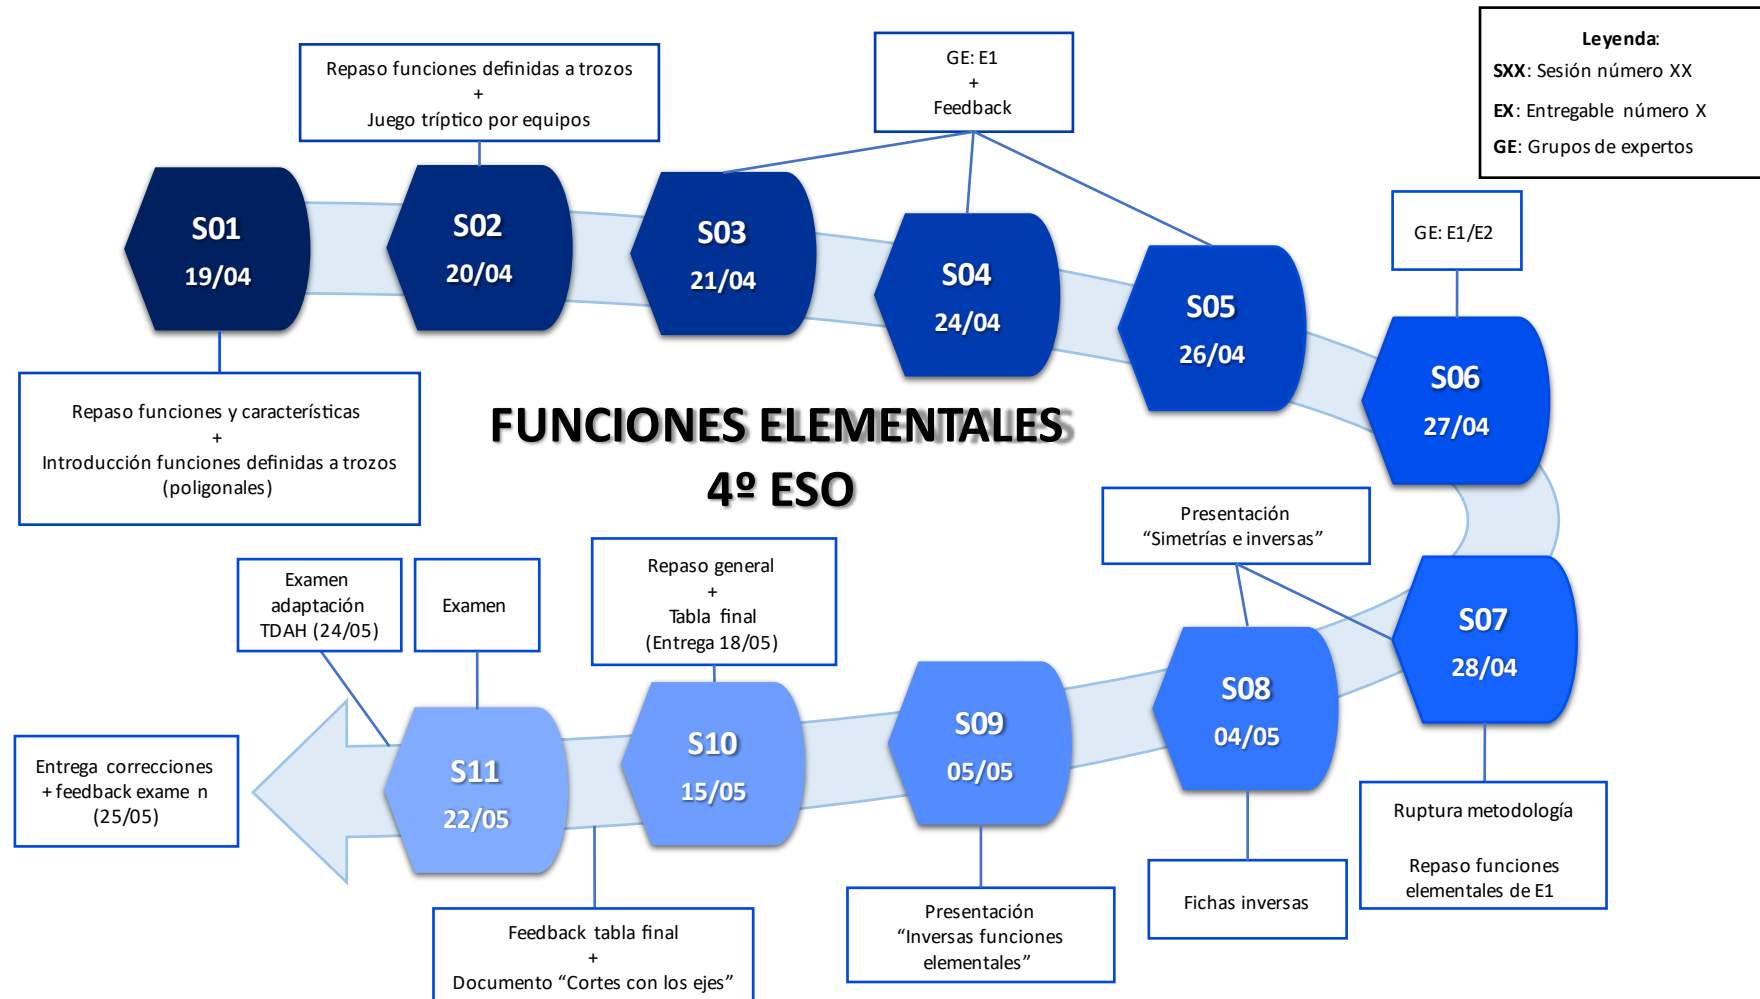 Leyenda:
SXX: Sesión número XX
EX: Entregable número X
GE: Grupos de expertos
Repaso funciones definidas a trozos
+
Juego tríptico por equipos
GE: E1
+
Feedback
GE: E1/E2
S01
19/04
S02
20/04
S03
21/04
S04
24/04
S05
26/04
S06
27/04
Repaso funciones y características
+
Introducción funciones definidas a trozos
(poligonales)
FUNCIONES ELEMENTALES
4º ESO
Presentación
“Simetrías e inversas”
S07
28/04
S08
04/05
S09
05/05
S10
15/05
S11
22/05
Repaso general
+
Tabla final
(Entrega 18/05)
Examen
Examen
adaptación
TDAH (24/05)
Entrega correcciones
+ feedback exame n
(25/05)
Feedback tabla final
+
Documento “Cortes con los ejes”
Presentación
“Inversas funciones
elementales”
Fichas inversas
Ruptura metodología
Repaso funciones
elementales de E1